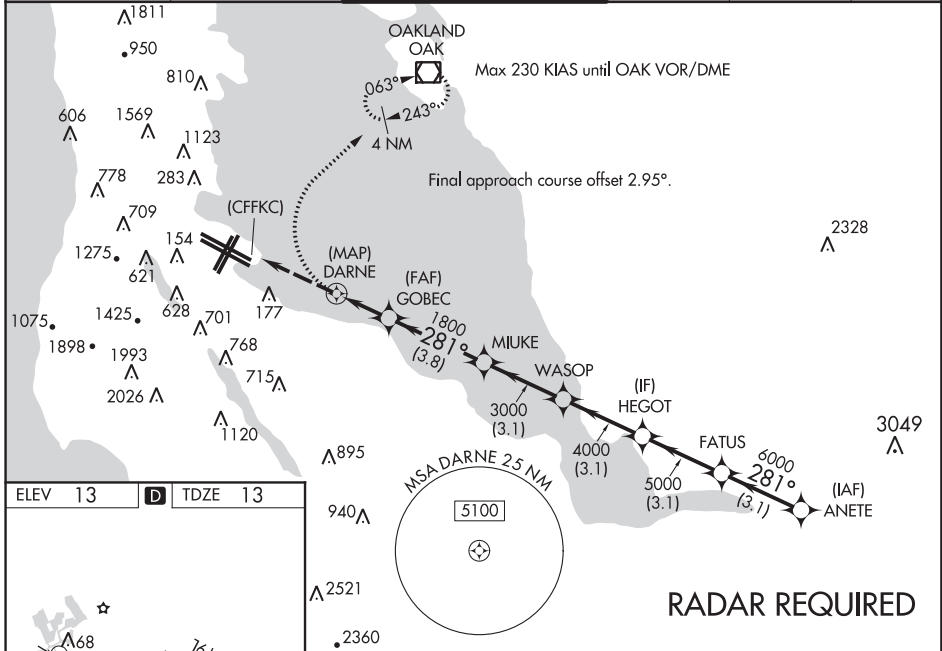 1811
950
810
OAKLAND
OAK
063°
243°
4 NM
Max 230 KIAS until OAK VOR/DME
606
1569
1123
778
283
Final approach course offset 2.95°.
709
(CFFKC)
154
1275
621
2328
(MAP)
DARNE
(FAF)
GOBEC
628
177
1075
1425
701
1800
281°
(3.8)
MIUKE
1898
768
WASOP
1993
715
(IF)
HEGOT
2026
3000
(3.1)
1120
4000
(3.1)
FATUS
3049
895
5000
(3.1)
6000
281°
(3.1)
(IAF)
ANETE
MSA DARNE 25 NM
5100
ELEV 13 D TDZE 13
940
2521
RADAR REQUIRED
68
2360